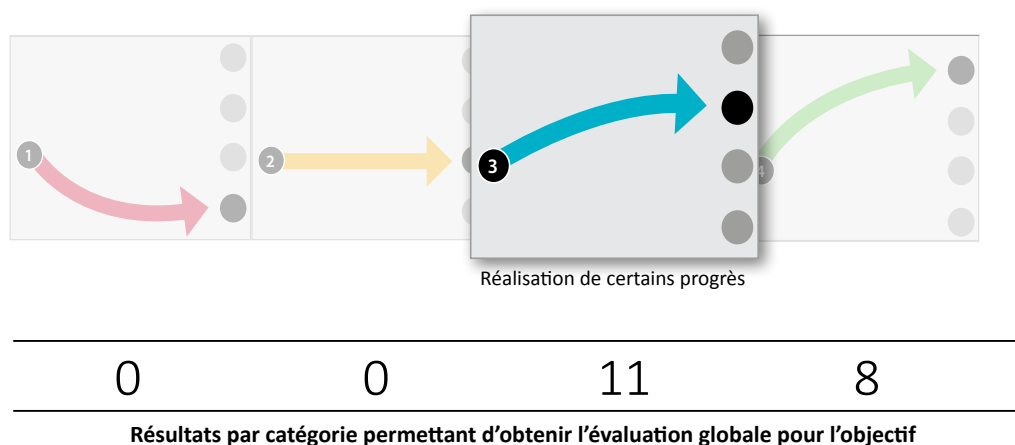 1
2
3
4
Réalisation de certains progrès
0 0 11 8
Résultats par catégorie permettant d'obtenir l'évaluation globale pour l'objectif